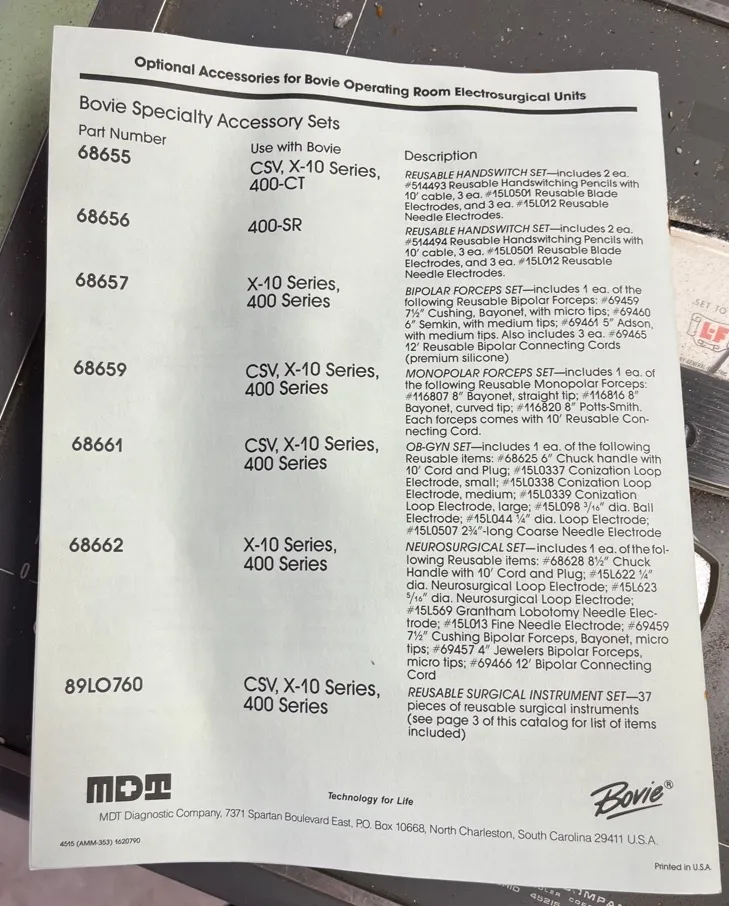 Optional Accessories for Bovie Operating Room Electrosurgical Units
Bovie Specialty Accessory Sets
Part Number
Use with Bovie
Description
68655
CSV, X-10 Series,
400-CT
REUSABLE HANDSWITCH SET—includes 2 ea.
#514493 Reusable Handswitching Pencils with
10' cable, 3 ea. #15L0501 Reusable Blade
Electrodes, and 3 ea. #15L012 Reusable
Needle Electrodes.
68656
400-SR
REUSABLE HANDSWITCH SET—includes 2 ea.
#514494 Reusable Handswitching Pencils with
10' cable, 3 ea. #15L0501 Reusable Blade
Electrodes, and 3 ea. #15L012 Reusable
Needle Electrodes.
68657
X-10 Series,
400 Series
BIPOLAR FORCEPS SET—includes 1 ea. of the
following Reusable Bipolar Forceps: #69459
7½" Cushing, Bayonet, with micro tips; #69460
6" Semkin, with medium tips; #69461 5" Adson,
with medium tips. Also includes 3 ea. #69465
12' Reusable Bipolar Connecting Cords
(premium silicone)
68659
CSV, X-10 Series,
400 Series
MONOPOLAR FORCEPS SET—includes 1 ea. of
the following Reusable Monopolar Forceps:
#116807 8" Bayonet, straight tip; #116816 8"
Bayonet, curved tip; #116820 8" Potts-Smith.
Each forceps comes with 10' Reusable Con-
necting Cord.
68661
CSV, X-10 Series,
400 Series
OB-GYN SET—includes 1 ea. of the following
Reusable items: #68625 6" Chuck handle with
10' Cord and Plug; #15L0337 Conization Loop
Electrode, small; #15L0338 Conization Loop
Electrode, medium; #15L0339 Conization
Loop Electrode, large; #15L098 3/16" dia. Ball
Electrode; #15L044 ¼" dia. Loop Electrode;
#15L0507 2¾"-long Coarse Needle Electrode
68662
X-10 Series,
400 Series
NEUROSURGICAL SET—includes 1 ea. of the fol-
lowing Reusable items: #68628 8½" Chuck
Handle with 10' Cord and Plug; #15L622 ¼"
dia. Neurosurgical Loop Electrode; #15L623
5/16" dia. Neurosurgical Loop Electrode;
#15L569 Grantham Lobotomy Needle Elec-
trode; #15L013 Fine Needle Electrode; #69459
7½" Cushing Bipolar Forceps, Bayonet, micro
tips; #69457 4" Jewelers Bipolar Forceps,
micro tips; #69466 12' Bipolar Connecting
Cord
89LO760
CSV, X-10 Series,
400 Series
REUSABLE SURGICAL INSTRUMENT SET—37
pieces of reusable surgical instruments
(see page 3 of this catalog for list of items
included)
MDT
Technology for Life
Bovie®
MDT Diagnostic Company, 7371 Spartan Boulevard East, P.O. Box 10668, North Charleston, South Carolina 29411 U.S.A.
4515 (AMM-353) 1620790
Printed in U.S.A.
SET TO
L-F
0
45215